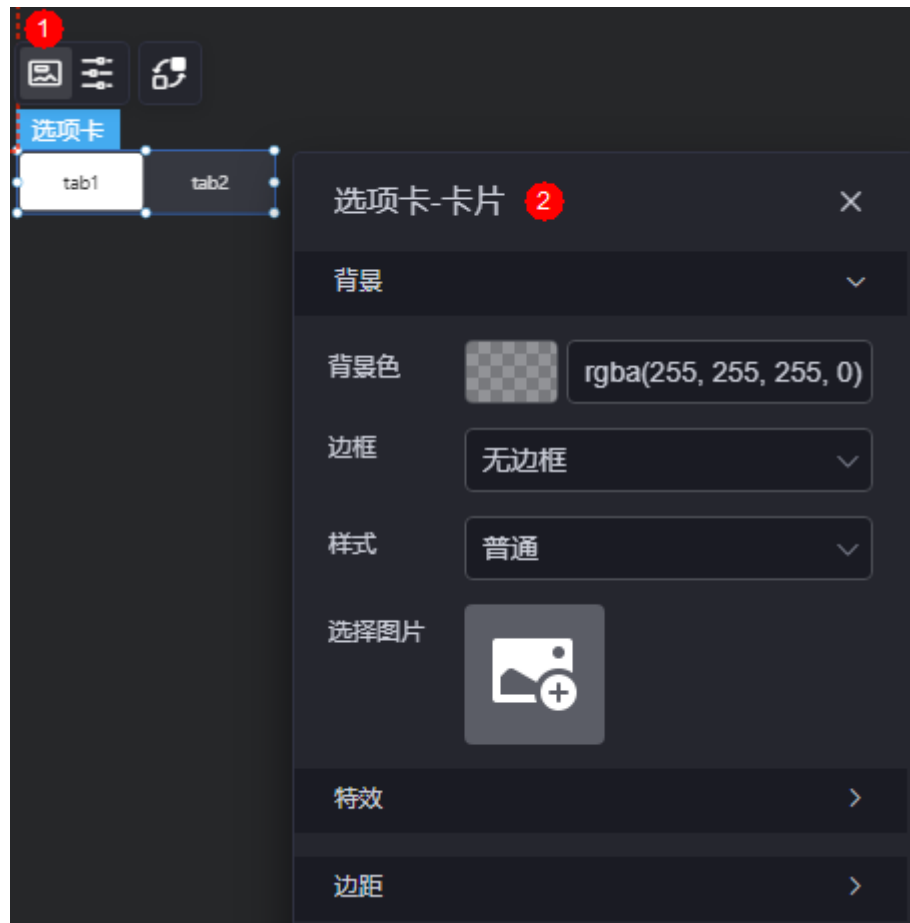 1
选项卡
tab1 tab2
选项卡-卡片 2
背景
背景色 rgba(255, 255, 255, 0)
边框 无边框
样式 普通
选择图片
特效
边距